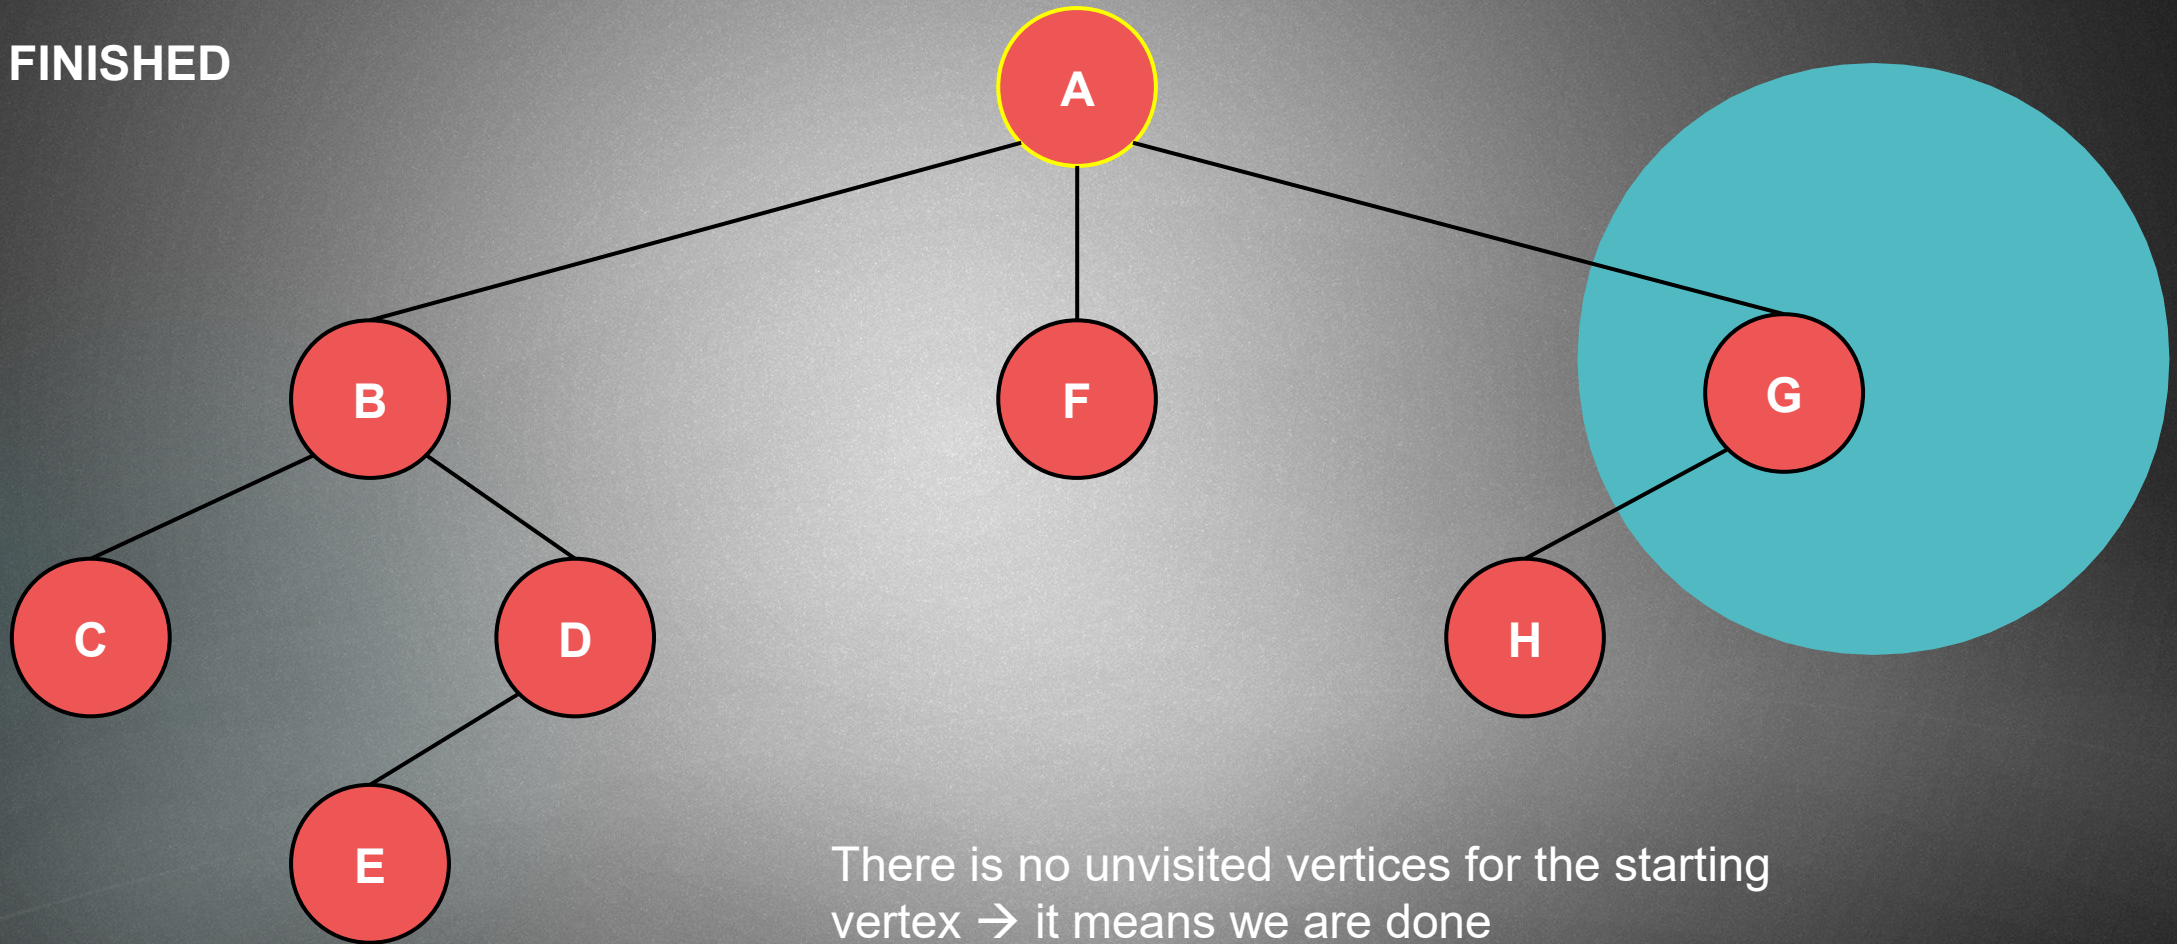 FINISHED
A
B
F
G
C
D
H
E
There is no unvisited vertices for the starting
vertex → it means we are done